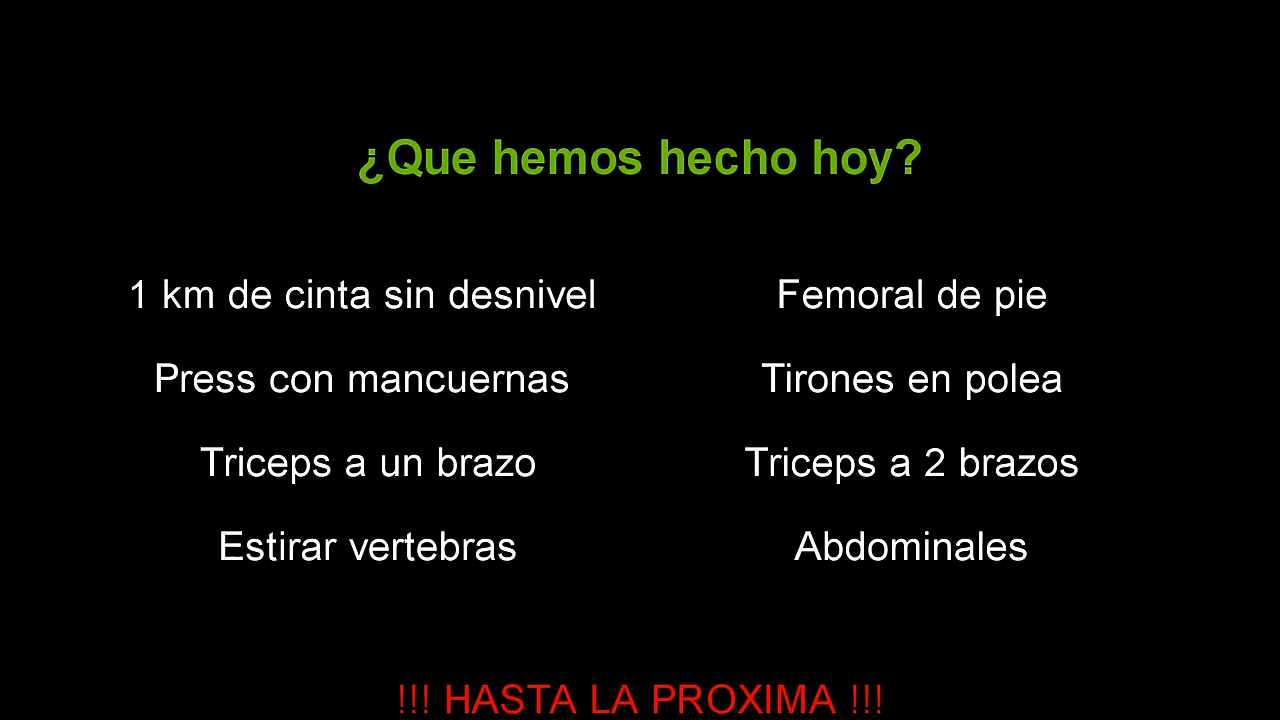 ¿Que hemos hecho hoy?
1 km de cinta sin desnivel
Femoral de pie
Press con mancuernas
Tirones en polea
Triceps a un brazo
Triceps a 2 brazos
Estirar vertebras
Abdominales
!!! HASTA LA PROXIMA !!!